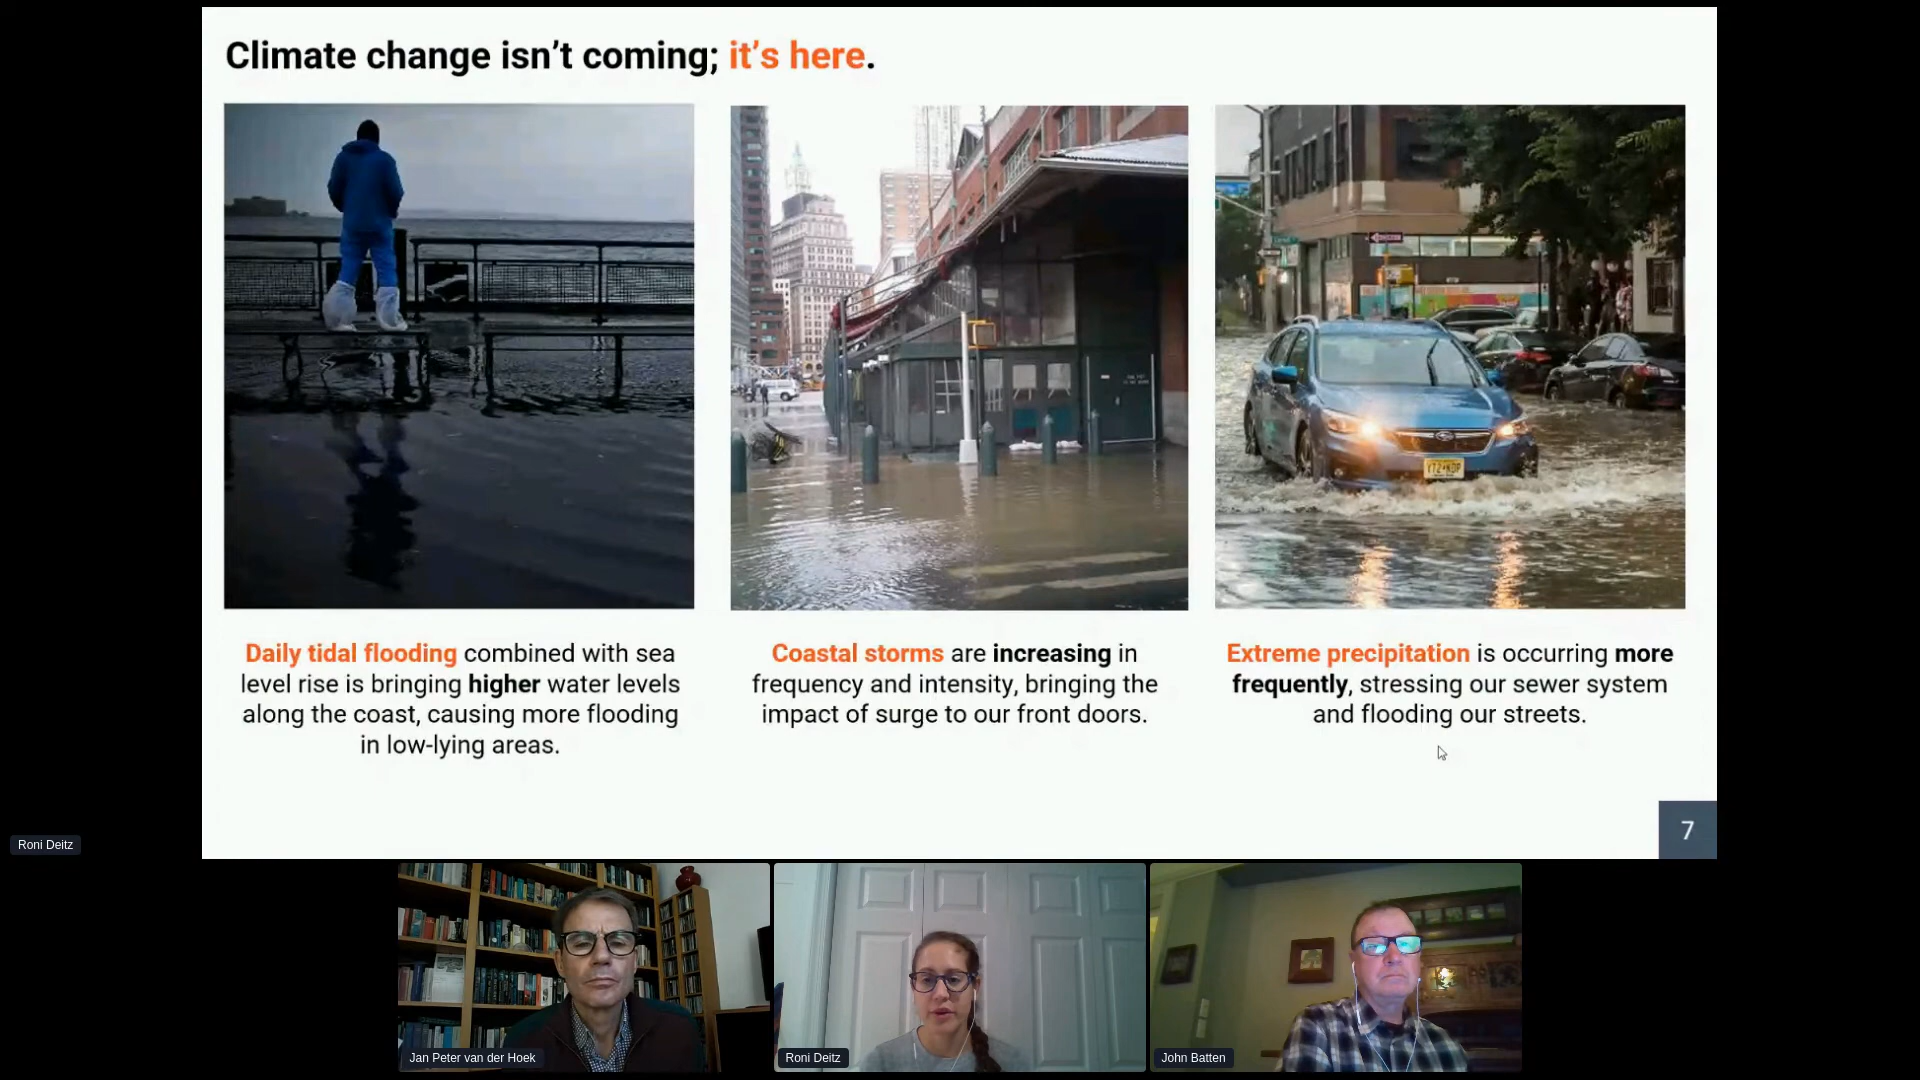 Climate change isn’t coming; it’s here.
Daily tidal flooding combined with sea
level rise is bringing higher water levels
along the coast, causing more flooding
in low-lying areas.
Coastal storms are increasing in
frequency and intensity, bringing the
impact of surge to our front doors.
Extreme precipitation is occurring more
frequently, stressing our sewer system
and flooding our streets.
7
Roni Deitz
Jan Peter van der Hoek
Roni Deitz
John Batten